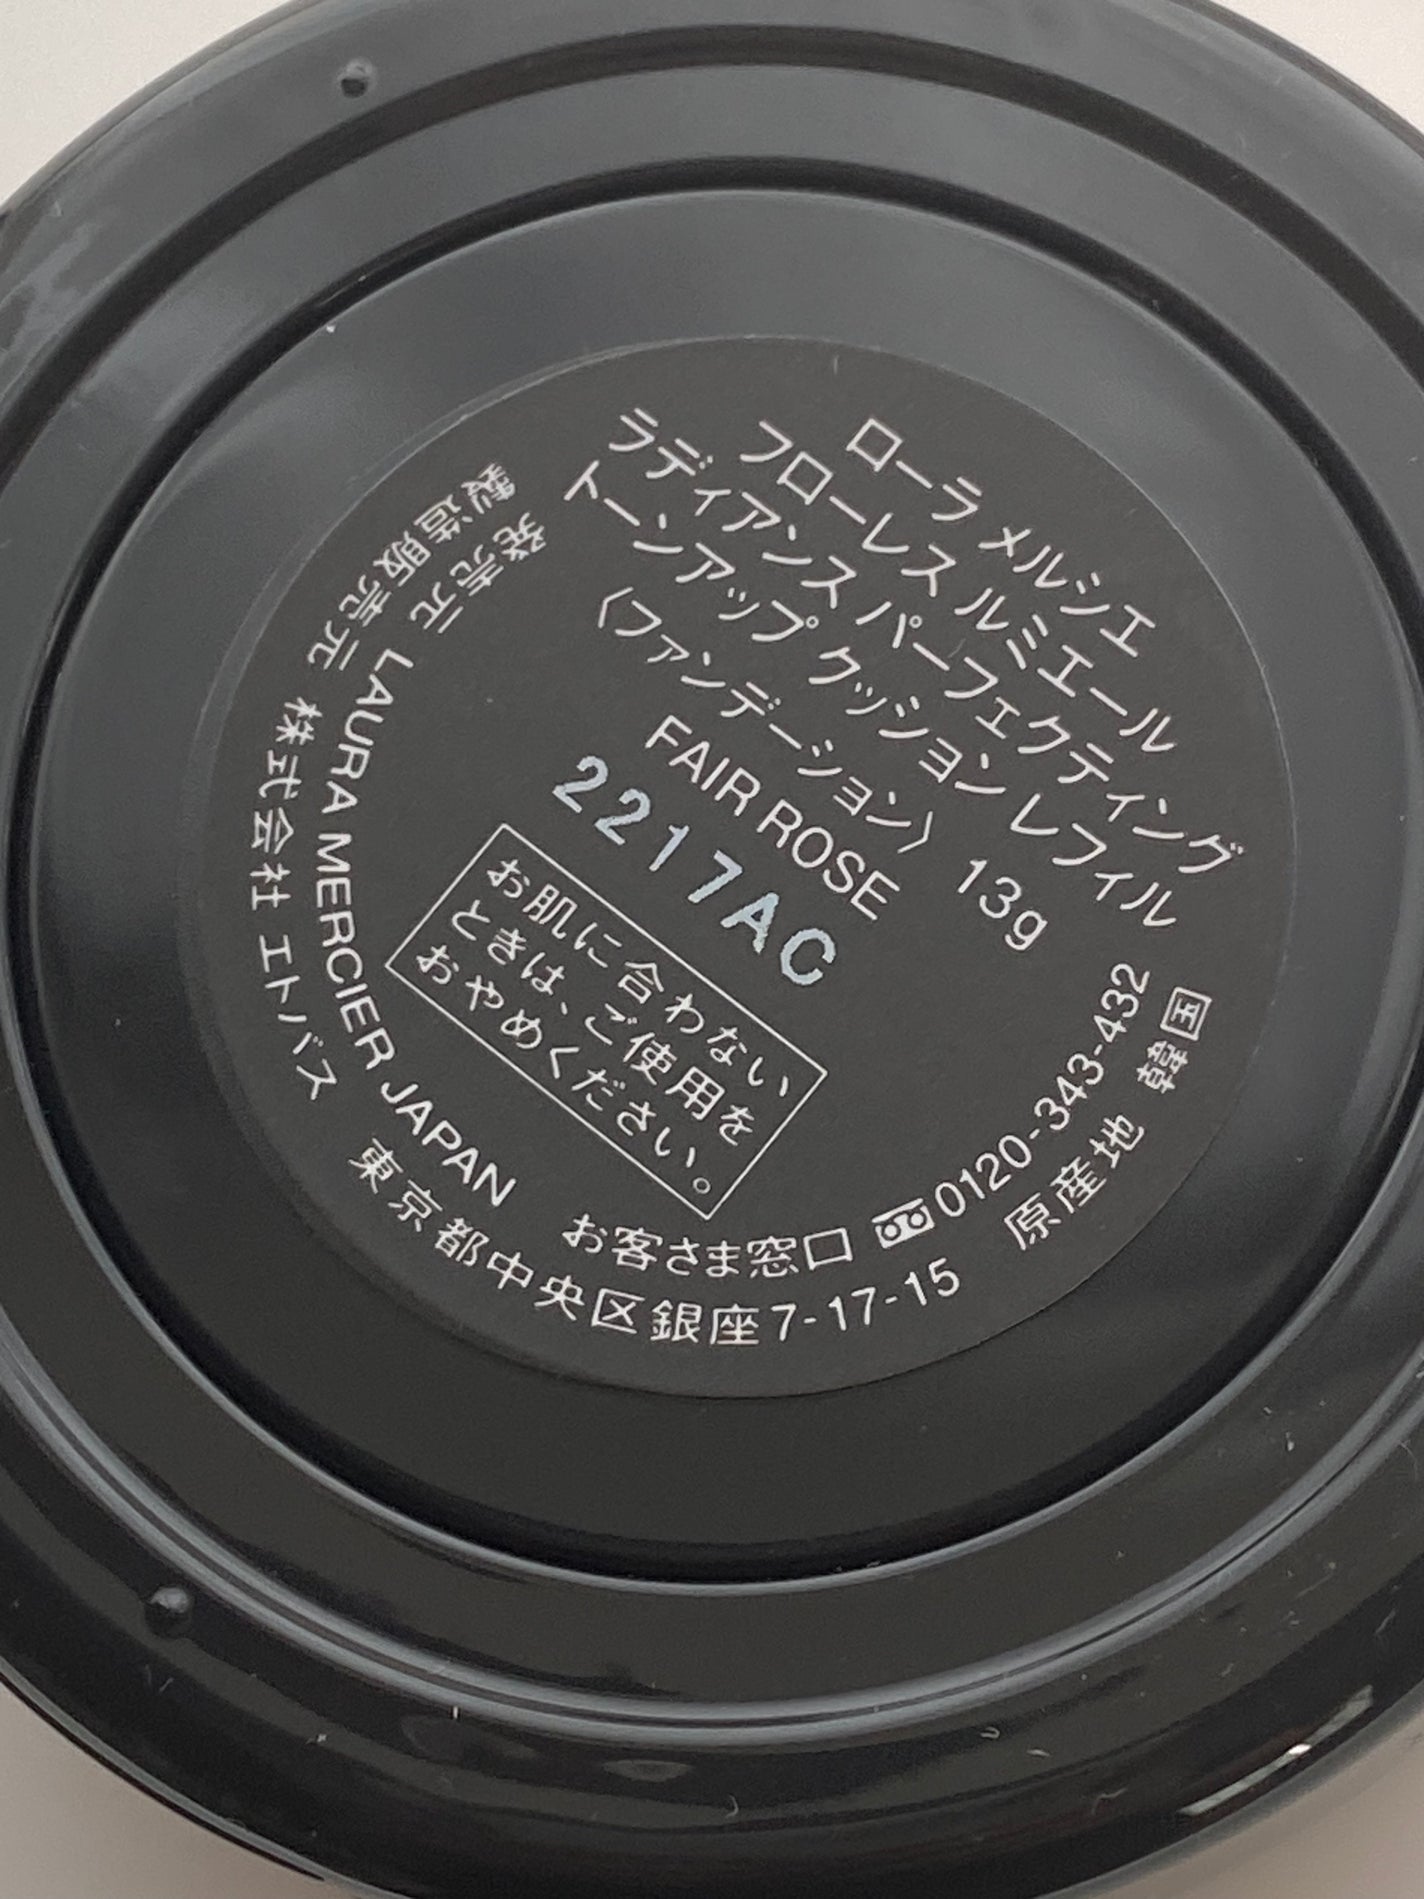 ローラ メルシエ
フローレス ルミエール
ラディアンス パーフェクティング
トーンアップ クッション レフィル
〈ファンデーション〉 13g
FAIR ROSE
2217AC
お肌に合わない
ときは、ご使用を
おやめください。
発売元 LAURA MERCIER JAPAN お客さま窓口 0120-343-432
製造販売元 株式会社 エトバス 東京都中央区銀座7-17-15 原産地 韓国